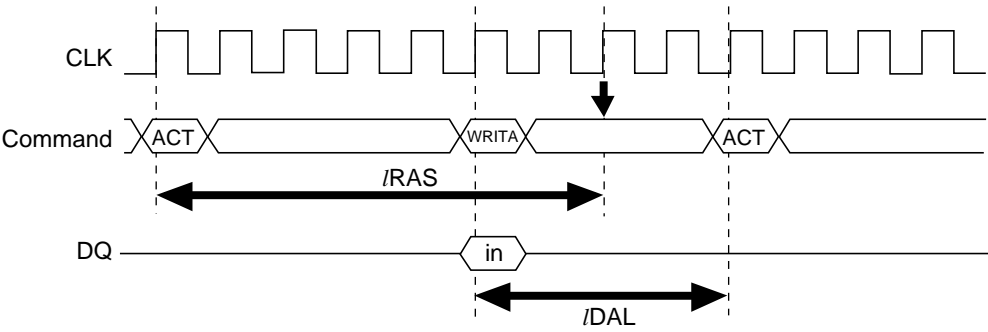 CLK
Command ACT WRITA ACT
lRAS
DQ in
lDAL